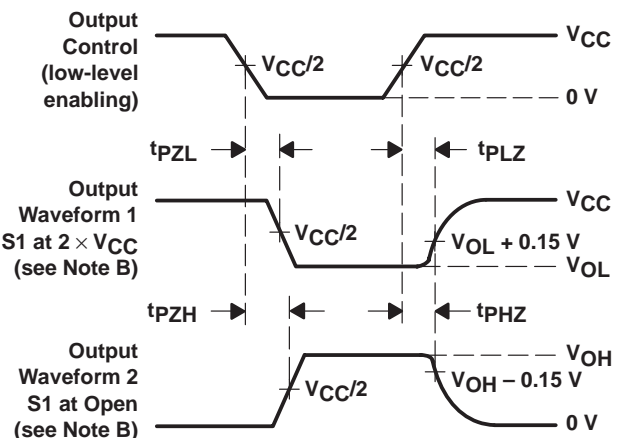 Output
Control
(low-level
enabling)
VCC
VCC/2
VCC/2
0 V
tPZL
tPLZ
Output
Waveform 1
S1 at 2 × VCC
(see Note B)
VCC
VCC/2
VOL + 0.15 V
VOL
tPZH
tPHZ
Output
Waveform 2
S1 at Open
(see Note B)
VOH
VCC/2
VOH – 0.15 V
0 V